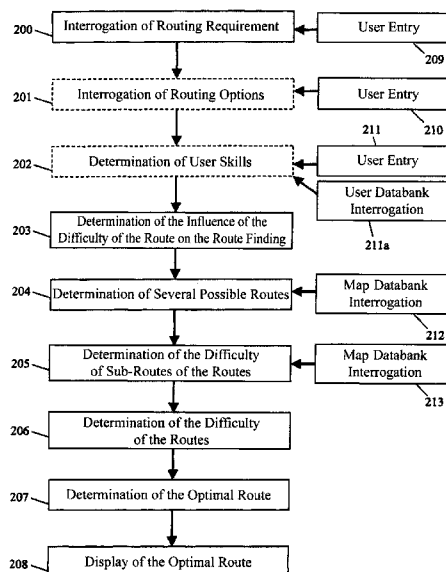 200
Interrogation of Routing Requirement
User Entry
209
201
Interrogation of Routing Options
User Entry
210
211
202
Determination of User Skills
User Entry
User Databank
Interrogation
211a
203
Determination of the Influence of the
Difficulty of the Route on the Route Finding
204
Determination of Several Possible Routes
Map Databank
Interrogation
212
205
Determination of the Difficulty
of Sub-Routes of the Routes
Map Databank
Interrogation
213
206
Determination of the Difficulty
of the Routes
207
Determination of the Optimal Route
208
Display of the Optimal Route